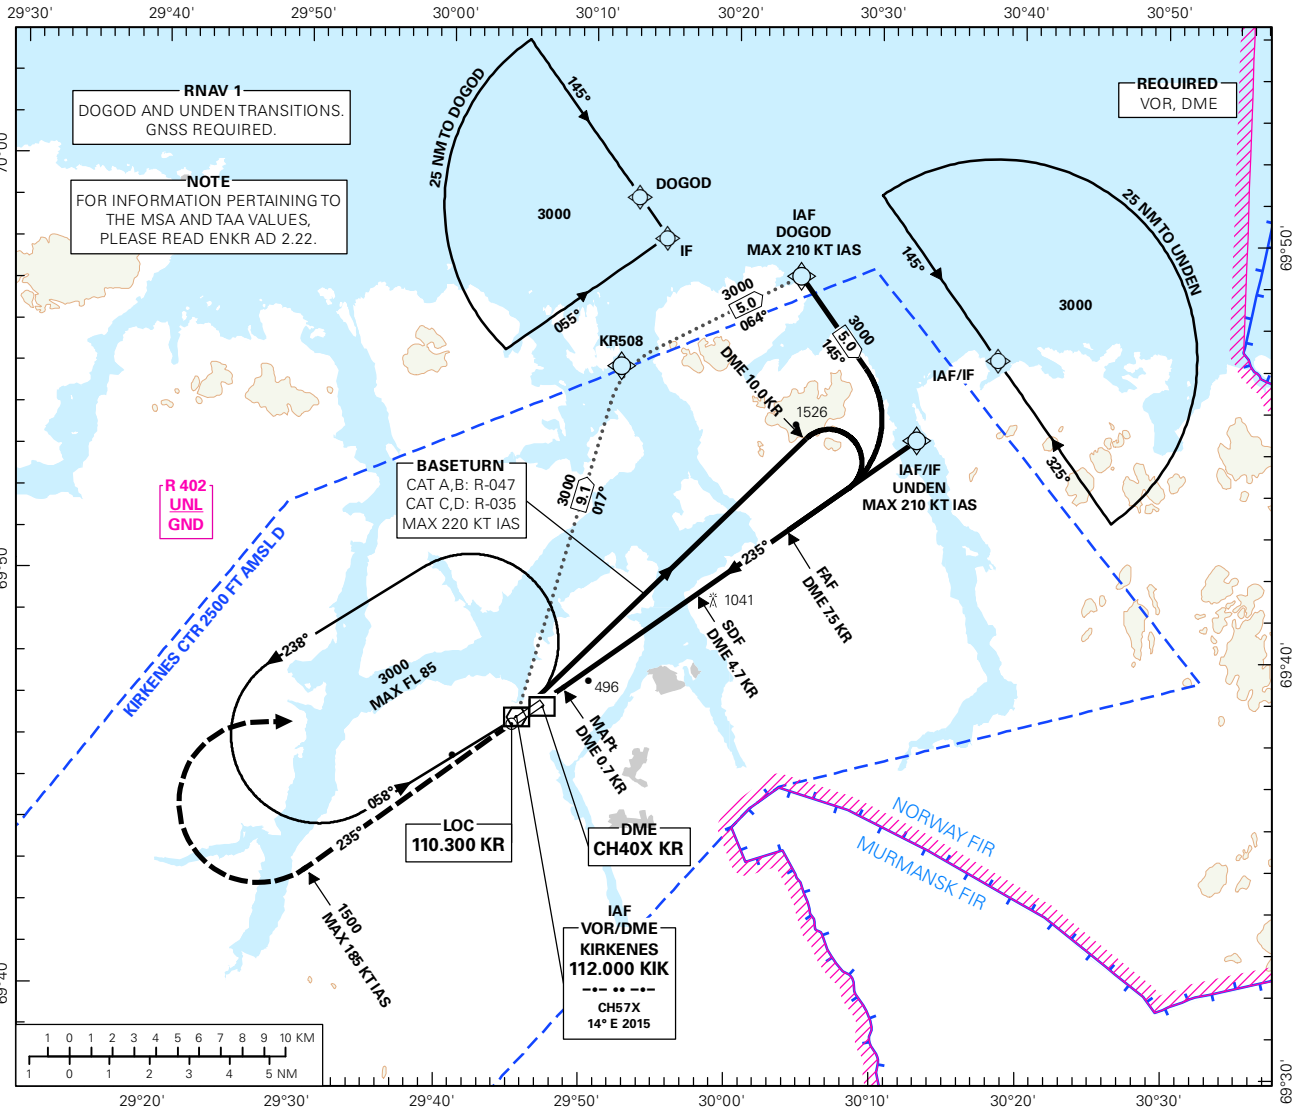 29°30'
29°40'
29°50'
30°00'
30°10'
30°20'
30°30'
30°40'
30°50'
RNAV 1
DOGOD AND UNDEN TRANSITIONS.
GNSS REQUIRED.
NOTE
FOR INFORMATION PERTAINING TO
THE MSA AND TAA VALUES,
PLEASE READ ENKR AD 2.22.
REQUIRED
VOR, DME
25 NM TO DOGOD
145°
3000
055°
DOGOD
IF
IAF
DOGOD
MAX 210 KT IAS
3000
5.0
064°
KR508
3000
5.0
145°
25 NM TO UNDEN
145°
3000
IAF/IF
325°
DME 10.0 KR
1526
IAF/IF
UNDEN
MAX 210 KT IAS
BASETURN
CAT A,B: R-047
CAT C,D: R-035
MAX 220 KT IAS
3000
9.1
017°
R 402
UNL
GND
KIRKENES CTR 2500 FT AMSL D
235°
FAF
DME 7.5 KR
1041
SDF
DME 4.7 KR
238°
3000
MAX FL 85
496
MAPt
DME 0.7 KR
058°
235°
LOC
110.300 KR
DME
CH40X KR
NORWAY FIR
MURMANSK FIR
1500
MAX 185 KT IAS
IAF
VOR/DME
KIRKENES
112.000 KIK
CH57X
14° E 2015
1 0 1 2 3 4 5 6 7 8 9 10 KM
1 0 1 2 3 4 5 NM
70°00'
69°50'
69°40'
69°50'
69°40'
69°30'
29°20'
29°30'
29°40'
29°50'
30°00'
30°10'
30°20'
30°30'